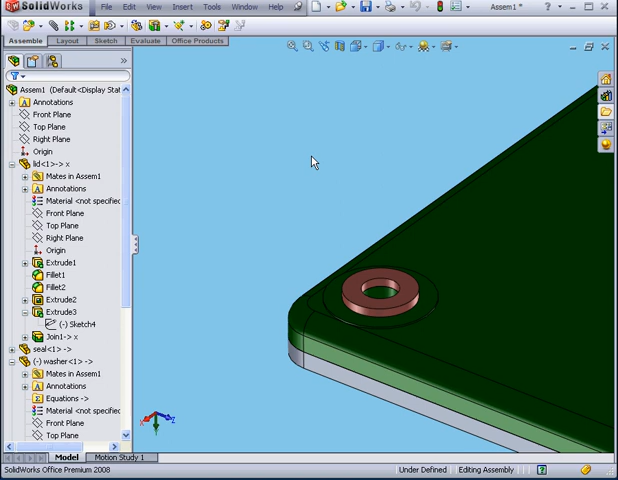 SolidWorks File Edit View Insert Tools Window Help Assem1 *
Assemble Layout Sketch Evaluate Office Products
Assem1 (Default<Display Stat
Annotations
Front Plane
Top Plane
Right Plane
Origin
lid<1>-> x
Mates in Assem1
Annotations
Material <not specified
Front Plane
Top Plane
Right Plane
Origin
Extrude1
Fillet1
Fillet2
Extrude2
Extrude3
(-) Sketch4
Join1-> x
seal<1> ->
(-) washer<1> ->
Mates in Assem1
Annotations
Equations ->
Material <not specified
Front Plane
Top Plane
X Z
Model Motion Study 1
SolidWorks Office Premium 2008 Under Defined Editing Assembly